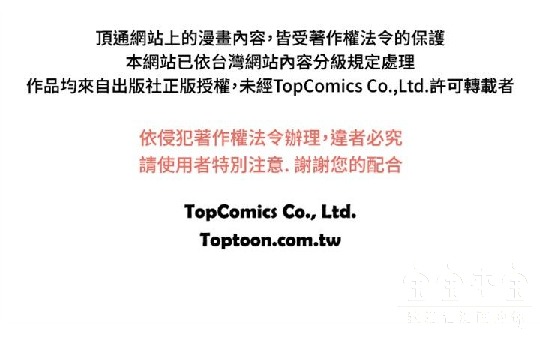 頂通網站上的漫畫內容，皆受著作權法令的保護
本網站已依台灣網站內容分級規定處理
作品均來自出版社正版授權，未經TopComics Co.,Ltd.許可轉載者
依侵犯著作權法令辦理，違者必究
請使用者特別注意. 謝謝您的配合
TopComics Co., Ltd.
Toptoon.com.tw